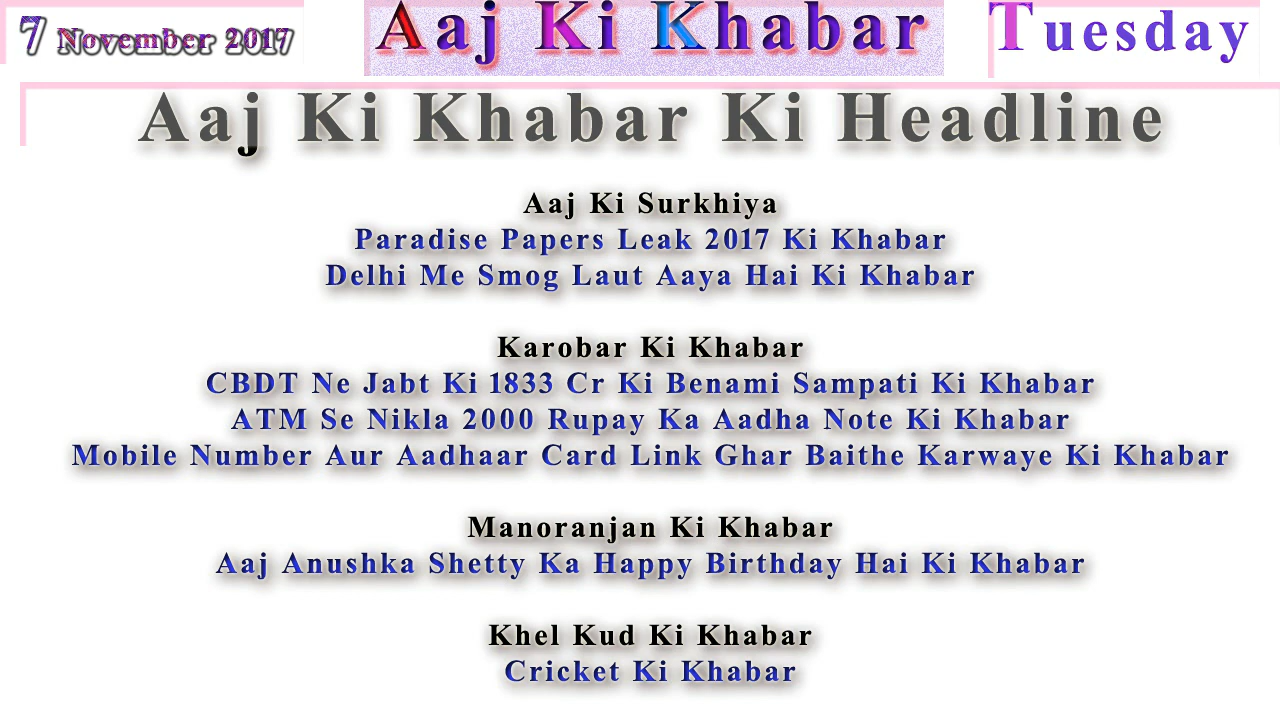 7 November 2017
Aaj Ki Khabar
Tuesday
Aaj Ki Khabar Ki Headline
Aaj Ki Surkhiya
Paradise Papers Leak 2017 Ki Khabar
Delhi Me Smog Laut Aaya Hai Ki Khabar
Karobar Ki Khabar
CBDT Ne Jabt Ki 1833 Cr Ki Benami Sampati Ki Khabar
ATM Se Nikla 2000 Rupay Ka Aadha Note Ki Khabar
Mobile Number Aur Aadhaar Card Link Ghar Baithe Karwaye Ki Khabar
Manoranjan Ki Khabar
Aaj Anushka Shetty Ka Happy Birthday Hai Ki Khabar
Khel Kud Ki Khabar
Cricket Ki Khabar